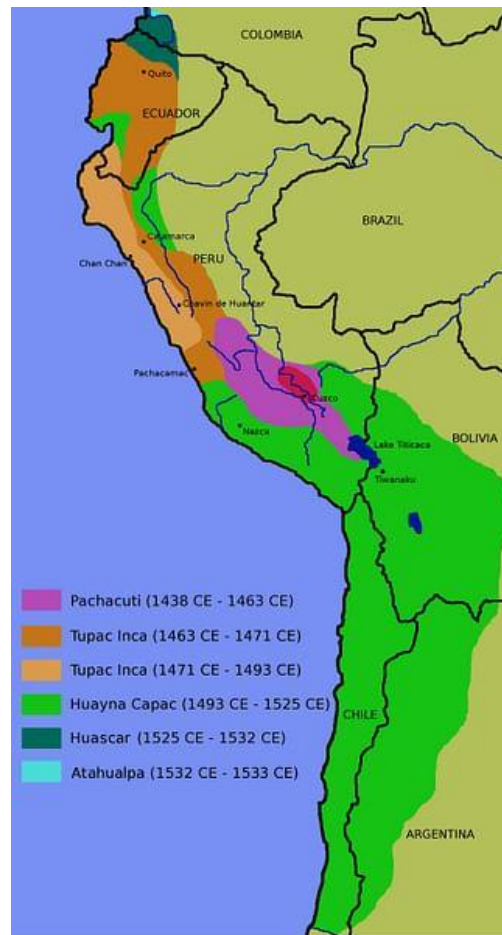 COLOMBIA
Quito
ECUADOR
BRAZIL
Cajamarca
PERU
Chan Chan
Chavin de Huantar
Pachacamac
Cuzco
Nazca
BOLIVIA
Lake Titicaca
Tiwanaku
Pachacuti (1438 CE - 1463 CE)
Tupac Inca (1463 CE - 1471 CE)
Tupac Inca (1471 CE - 1493 CE)
Huayna Capac (1493 CE - 1525 CE)
CHILE
Huascar (1525 CE - 1532 CE)
Atahualpa (1532 CE - 1533 CE)
ARGENTINA